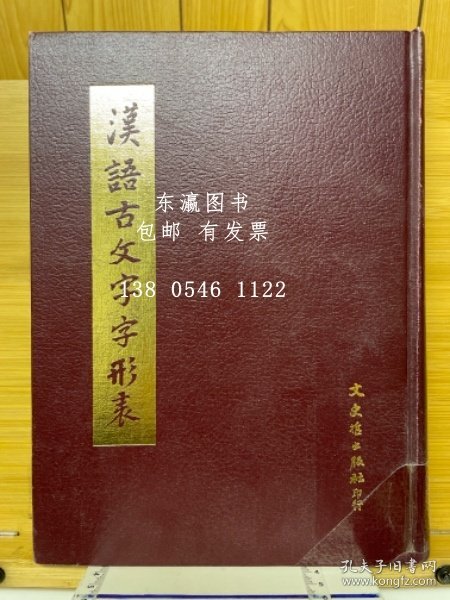 漢語古文字字形表
东瀛图书
包邮 有发票
138 0546 1122
文史哲出版社印行
孔夫子旧书网
www.kongfz.com